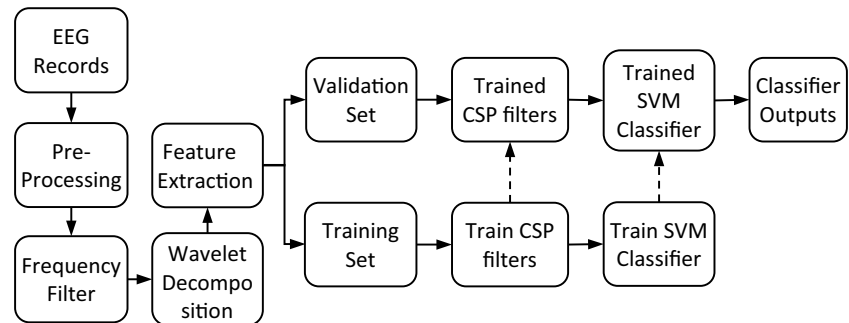 EEG
Records
Pre-
Processing
Frequency
Filter
Wavelet
Decompo
sition
Feature
Extraction
Validation
Set
Trained
CSP filters
Trained
SVM
Classifier
Classifier
Outputs
Training
Set
Train CSP
filters
Train SVM
Classifier